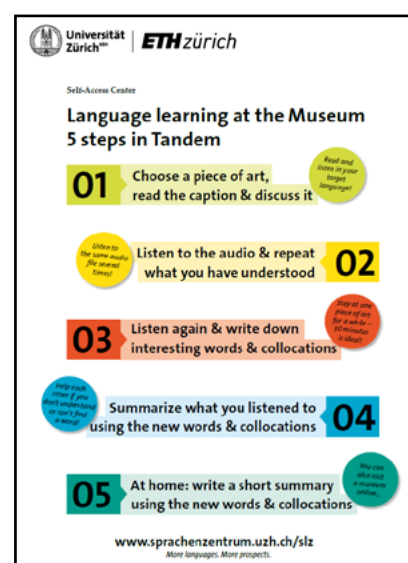 Universität
Zürich UZH
ETH zürich
Self-Access Center
Language learning at the Museum
5 steps in Tandem
01
Choose a piece of art,
read the caption & discuss it
Read and
listen in your
target
language!
Listen to
the same audio
file several
times!
Listen to the audio & repeat
what you have understood
02
03
Listen again & write down
interesting words & collocations
Stay at one
piece of art
for a while –
30 minutes
is ideal!
Help each
other if you
don't understand
or can't find
a word!
Summarize what you listened to
using the new words & collocations
04
05
At home: write a short summary
using the new words & collocations
You can
also visit
a museum
online...
www.sprachenzentrum.uzh.ch/slz
More languages. More prospects.